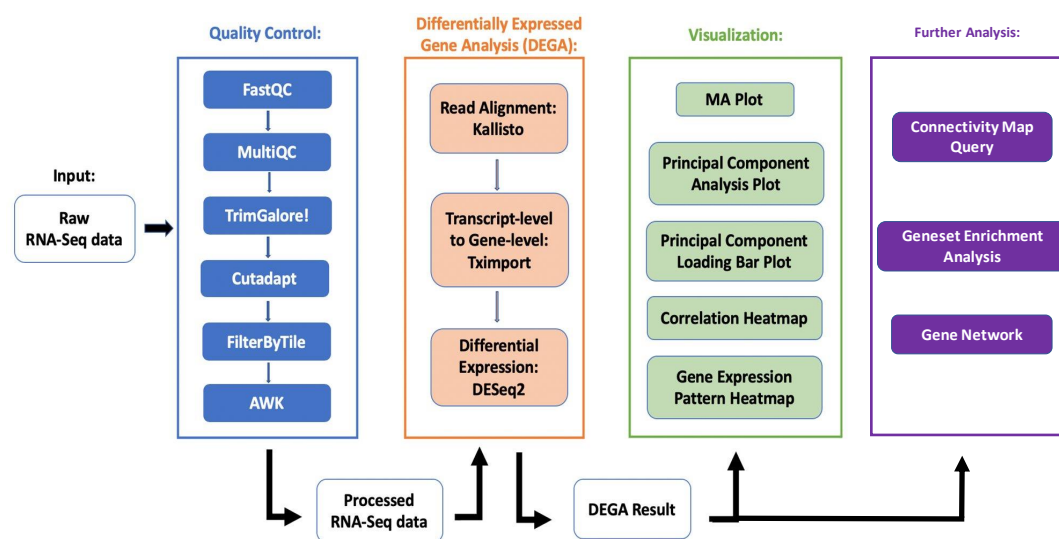 Quality Control:
FastQC
MultiQC
TrimGalore!
Cutadapt
FilterByTile
AWK
Input:
Raw
RNA-Seq data
Differentially Expressed
Gene Analysis (DEGA):
Read Alignment:
Kallisto
Transcript-level
to Gene-level:
Tximport
Differential
Expression:
DESeq2
Visualization:
MA Plot
Principal Component
Analysis Plot
Principal Component
Loading Bar Plot
Correlation Heatmap
Gene Expression
Pattern Heatmap
Further Analysis:
Connectivity Map
Query
Geneset Enrichment
Analysis
Gene Network
Processed
RNA-Seq data
DEGA Result